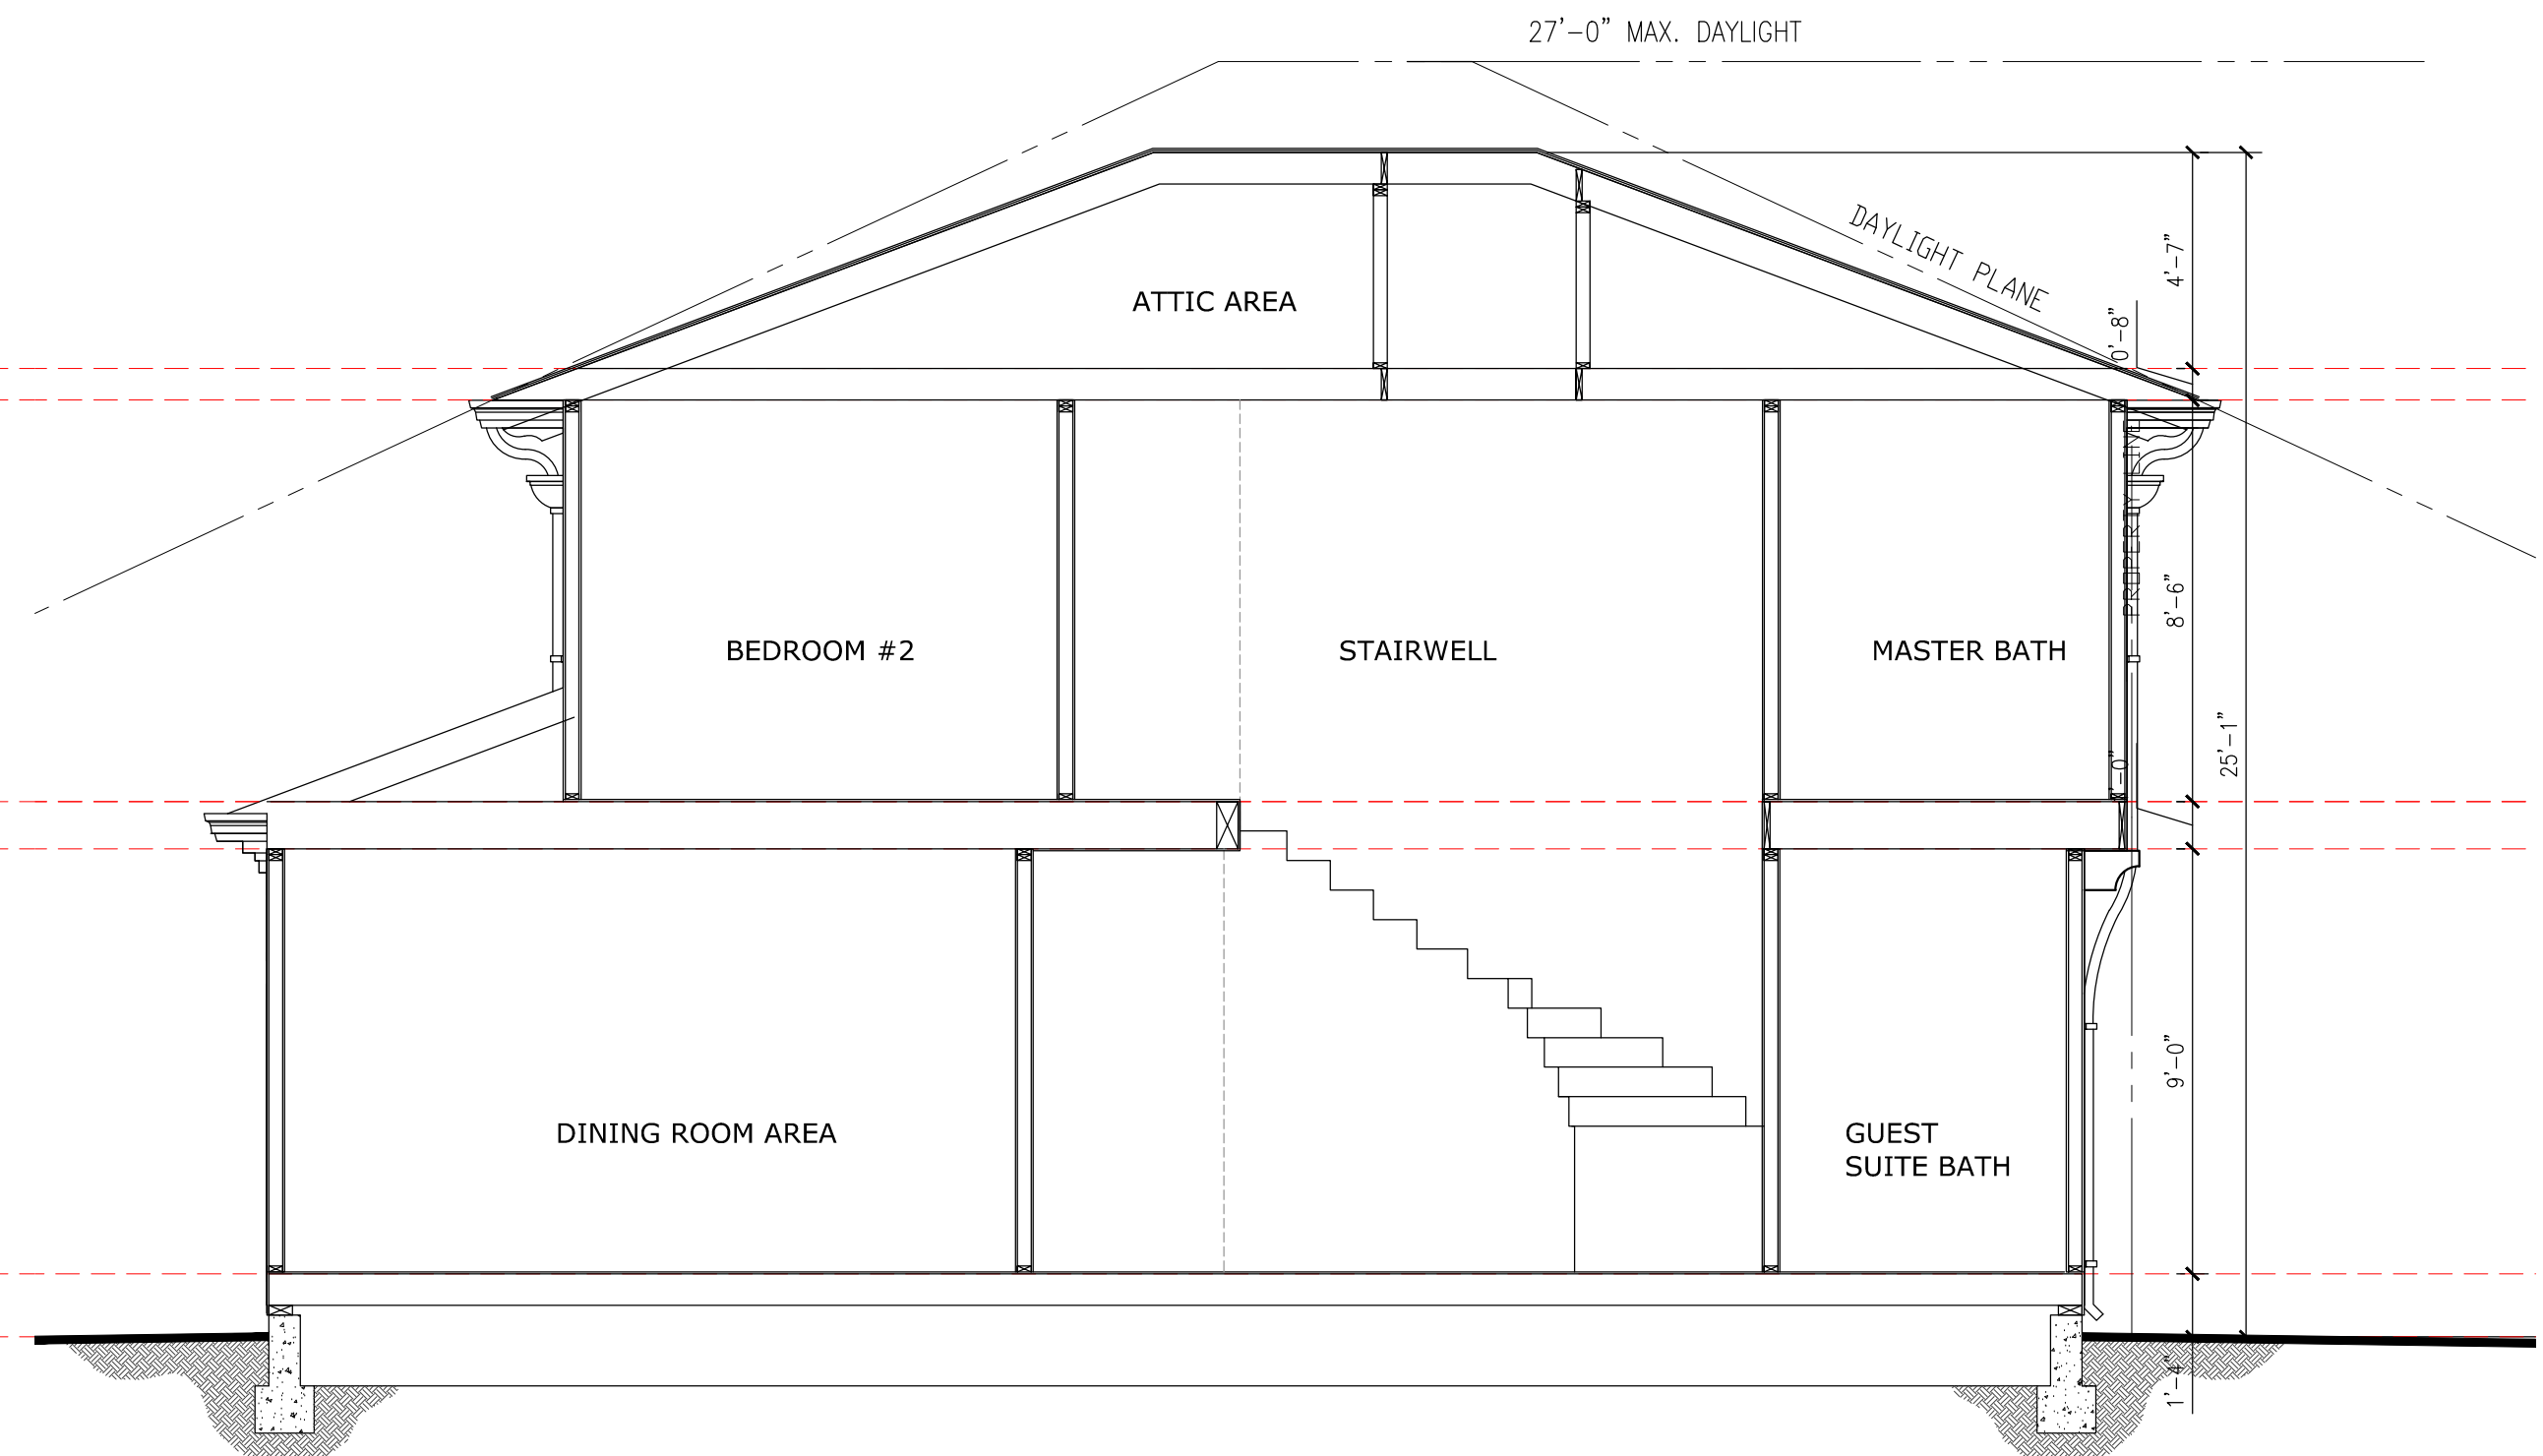 27'-0" MAX. DAYLIGHT
DAYLIGHT PLANE
4'-7"
0'-8"
ATTIC AREA
BEDROOM #2
STAIRWELL
MASTER BATH
8'-6"
25'-1"
9'-0"
DINING ROOM AREA
GUEST
SUITE BATH
1'-4"